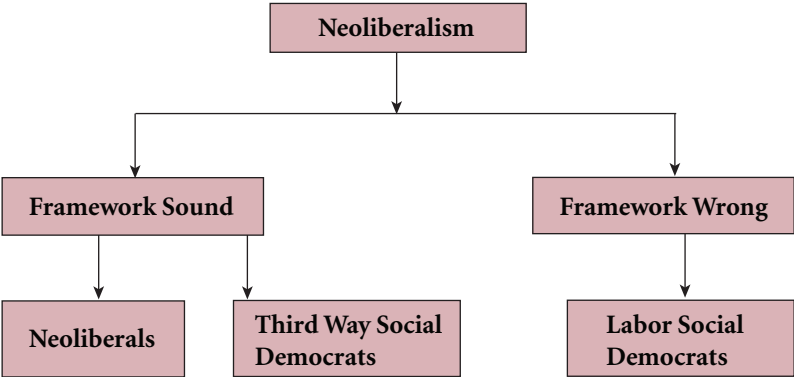 Neoliberalism
Framework Sound
Framework Wrong
Neoliberals
Third Way Social
Democrats
Labor Social
Democrats